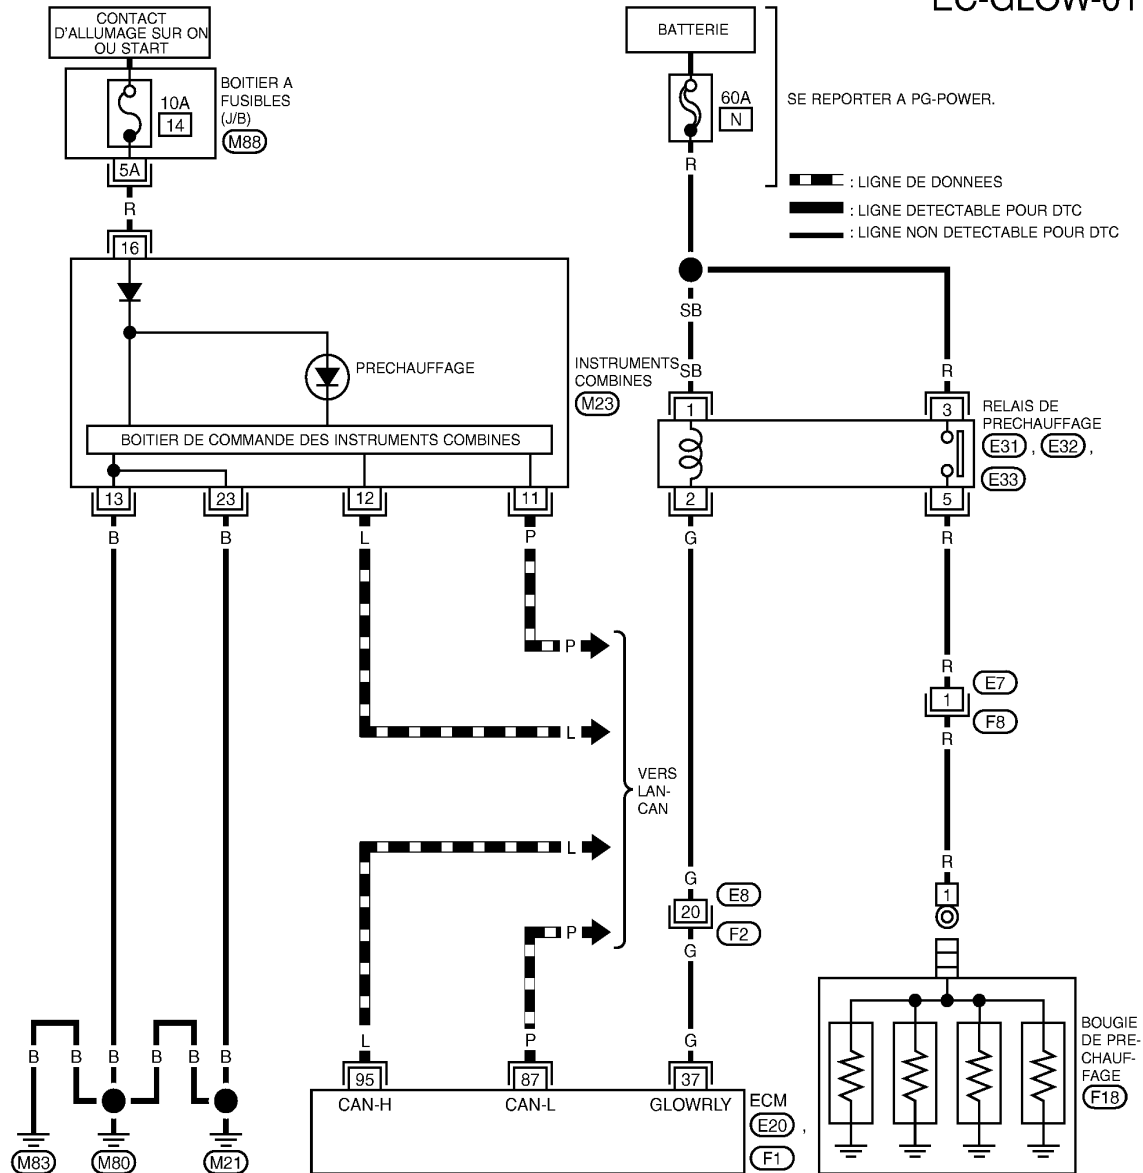 EC-GLOW-01
CONTACT
D'ALLUMAGE SUR ON
OU START
BATTERIE
BOITIER A
FUSIBLES
(J/B)
M88
10A
14
60A
N
SE REPORTER A PG-POWER.
5A
R
R
: LIGNE DE DONNEES
: LIGNE DETECTABLE POUR DTC
: LIGNE NON DETECTABLE POUR DTC
16
SB
PRECHAUFFAGE
INSTRUMENTS
COMBINES
M23
SB
R
1
3
RELAIS DE
PRECHAUFFAGE
E31 , E32 ,
E33
BOITIER DE COMMANDE DES INSTRUMENTS COMBINES
13
23
12
11
2
5
B
B
L
P
G
R
P
R
1
E7
F8
R
L
VERS
LAN-
CAN
L
R
G
20
E8
F2
1
P
G
BOUGIE
DE PRE-
CHAUF-
FAGE
F18
B
B
B
B
B
B
L
P
G
95
87
37
CAN-H
CAN-L
GLOWRLY
ECM
E20 ,
F1
M83
M80
M21